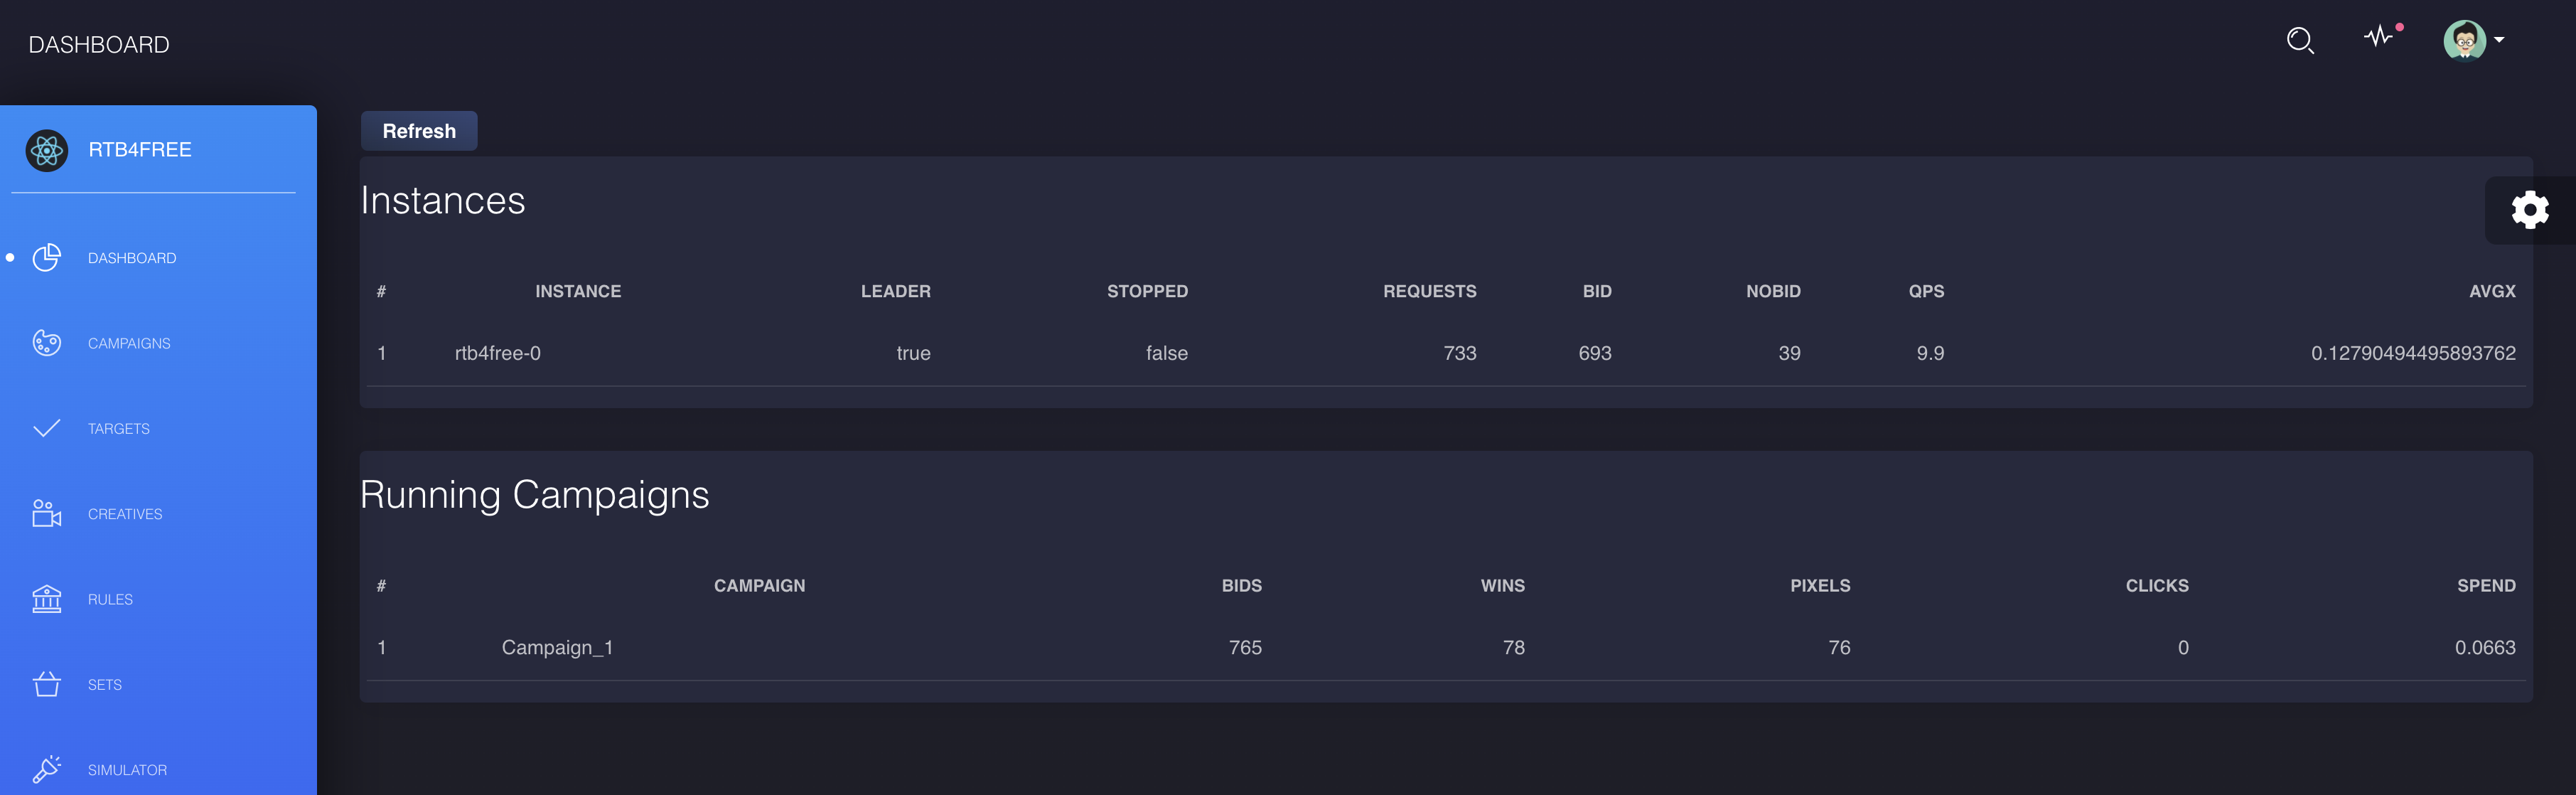 DASHBOARD
RTB4FREE
DASHBOARD
CAMPAIGNS
TARGETS
CREATIVES
RULES
SETS
SIMULATOR
Refresh
Instances
# INSTANCE LEADER STOPPED REQUESTS BID NOBID QPS AVGX
1 rtb4free-0 true false 733 693 39 9.9 0.12790494495893762
Running Campaigns
# CAMPAIGN BIDS WINS PIXELS CLICKS SPEND
1 Campaign_1 765 78 76 0 0.0663